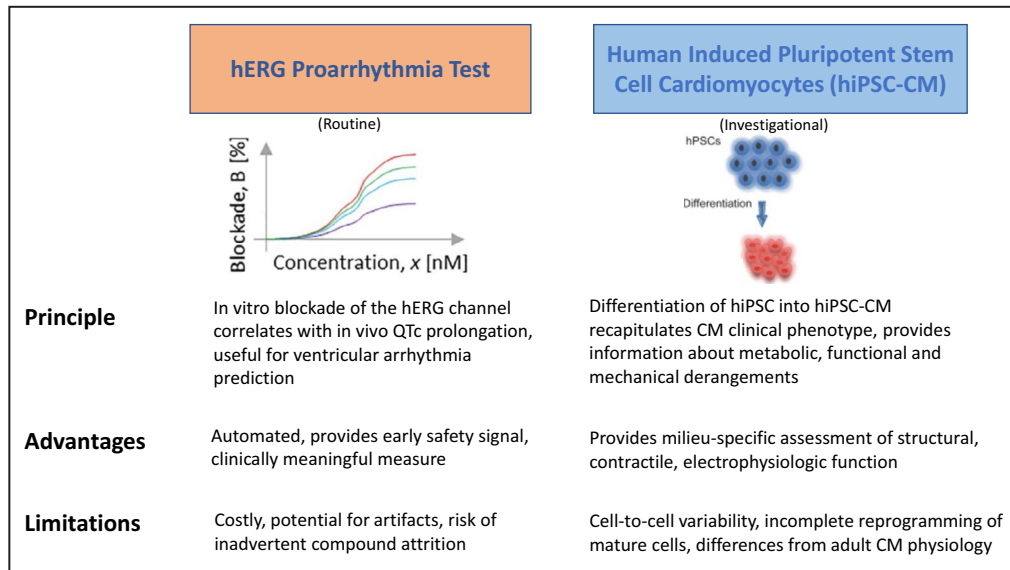 hERG Proarrhythmia Test
(Routine)
Blockade, B [%]
Concentration, x [nM]
Human Induced Pluripotent Stem
Cell Cardiomyocytes (hiPSC-CM)
(Investigational)
hPSCs
Differentiation
Principle
In vitro blockade of the hERG channel
correlates with in vivo QTc prolongation,
useful for ventricular arrhythmia
prediction
Differentiation of hiPSC into hiPSC-CM
recapitulates CM clinical phenotype, provides
information about metabolic, functional and
mechanical derangements
Advantages
Automated, provides early safety signal,
clinically meaningful measure
Provides milieu-specific assessment of structural,
contractile, electrophysiologic function
Limitations
Costly, potential for artifacts, risk of
inadvertent compound attrition
Cell-to-cell variability, incomplete reprogramming of
mature cells, differences from adult CM physiology